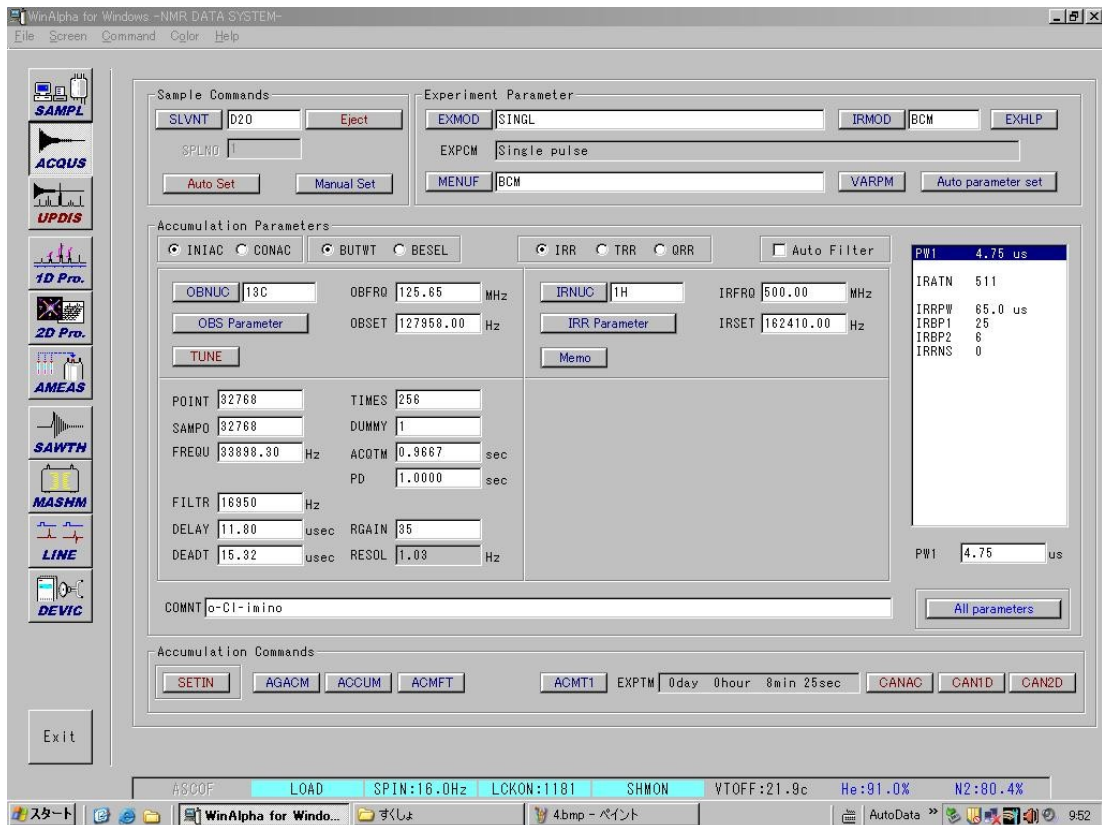 WinAlpha for Windows -NMR DATA SYSTEM-
File Screen Command Color Help
SAMPL
ACQUS
UPDIS
1D Pro.
2D Pro.
AMEAS
SAWTH
MASHM
LINE
DEVIC
Exit
Sample Commands
SLVNT D2O Eject
SPLNO 1
Auto Set Manual Set
Experiment Parameter
EXMOD SINGL IRMOD BCM EXHLP
EXPCM Single pulse
MENUF BCM VARPM Auto parameter set
Accumulation Parameters
INIAC CONAC BUTWT BESEL IRR TRR QRR Auto Filter
OBNUC 13C OBFRQ 125.65 MHz IRNUC 1H IRFRQ 500.00 MHz
OBS Parameter OBSET 127958.00 Hz IRR Parameter IRSET 162410.00 Hz
TUNE Memo
POINT 32768 TIMES 256
SAMPO 32768 DUMMY 1
FREQU 33898.30 Hz ACQTM 0.9667 sec
PD 1.0000 sec
FILTR 16950 Hz
DELAY 11.80 usec RGAIN 35
DEADT 15.32 usec RESOL 1.03 Hz
PW1 4.75 us
IRATN 511
IRRPW 65.0 us
IRBP1 25
IRBP2 6
IRRNS 0
PW1 4.75 us
COMNT o-Cl-imino All parameters
Accumulation Commands
SETIN AGACM ACCUM ACMFT ACMT1 EXPTM 0day 0hour 8min 25sec CANAC CAN1D CAN2D
ASCOF LOAD SPIN:16.0Hz LCKON:1181 SHMON VTOFF:21.9c He:91.0% N2:80.4%
スタート WinAlpha for Windo... すくしょ 4.bmp - ペイント AutoData » 9:52